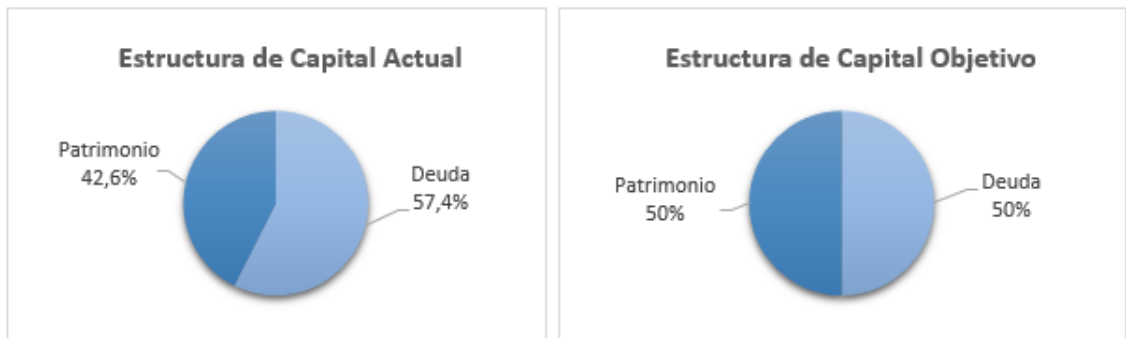 Estructura de Capital Actual
Patrimonio
42,6%
Deuda
57,4%
Estructura de Capital Objetivo
Patrimonio
50%
Deuda
50%